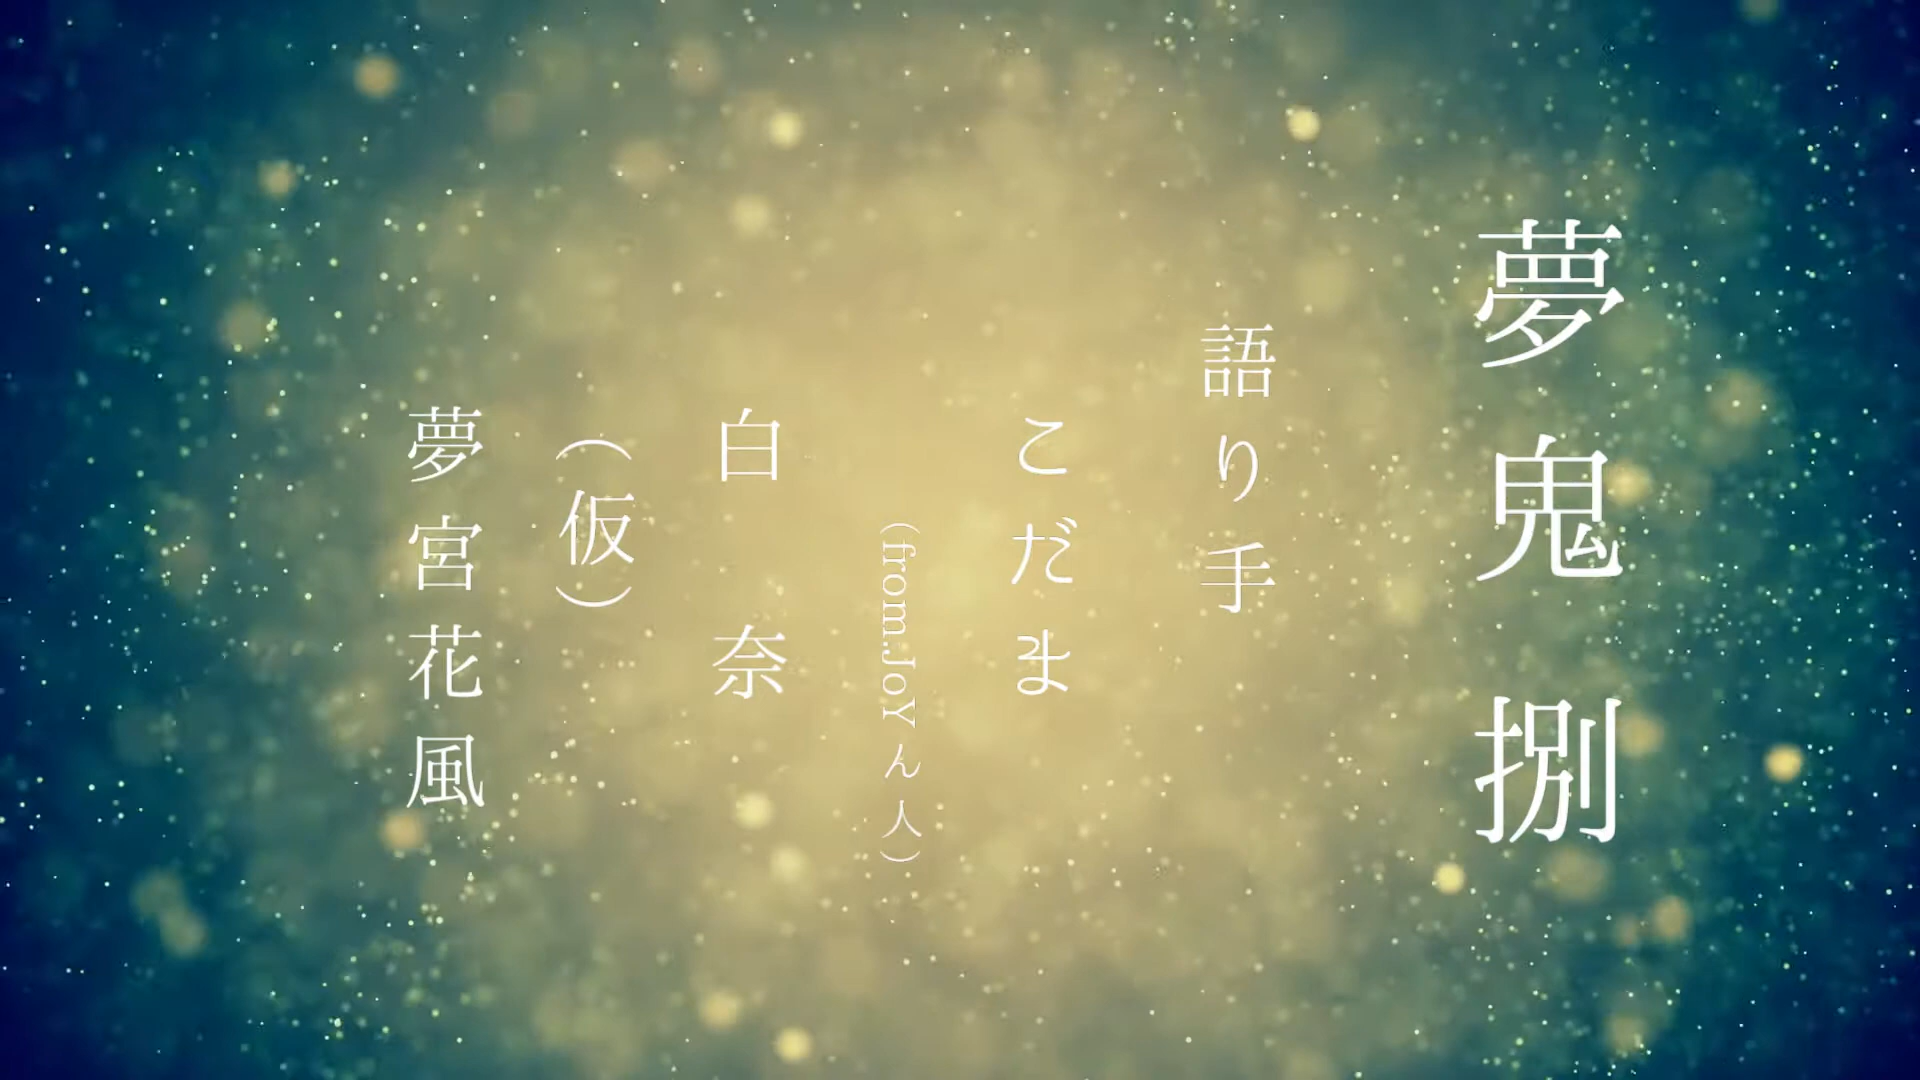 夢鬼 捌
語り手
こだま
(from.JoYん人)
白奈
(仮)
夢宮花風